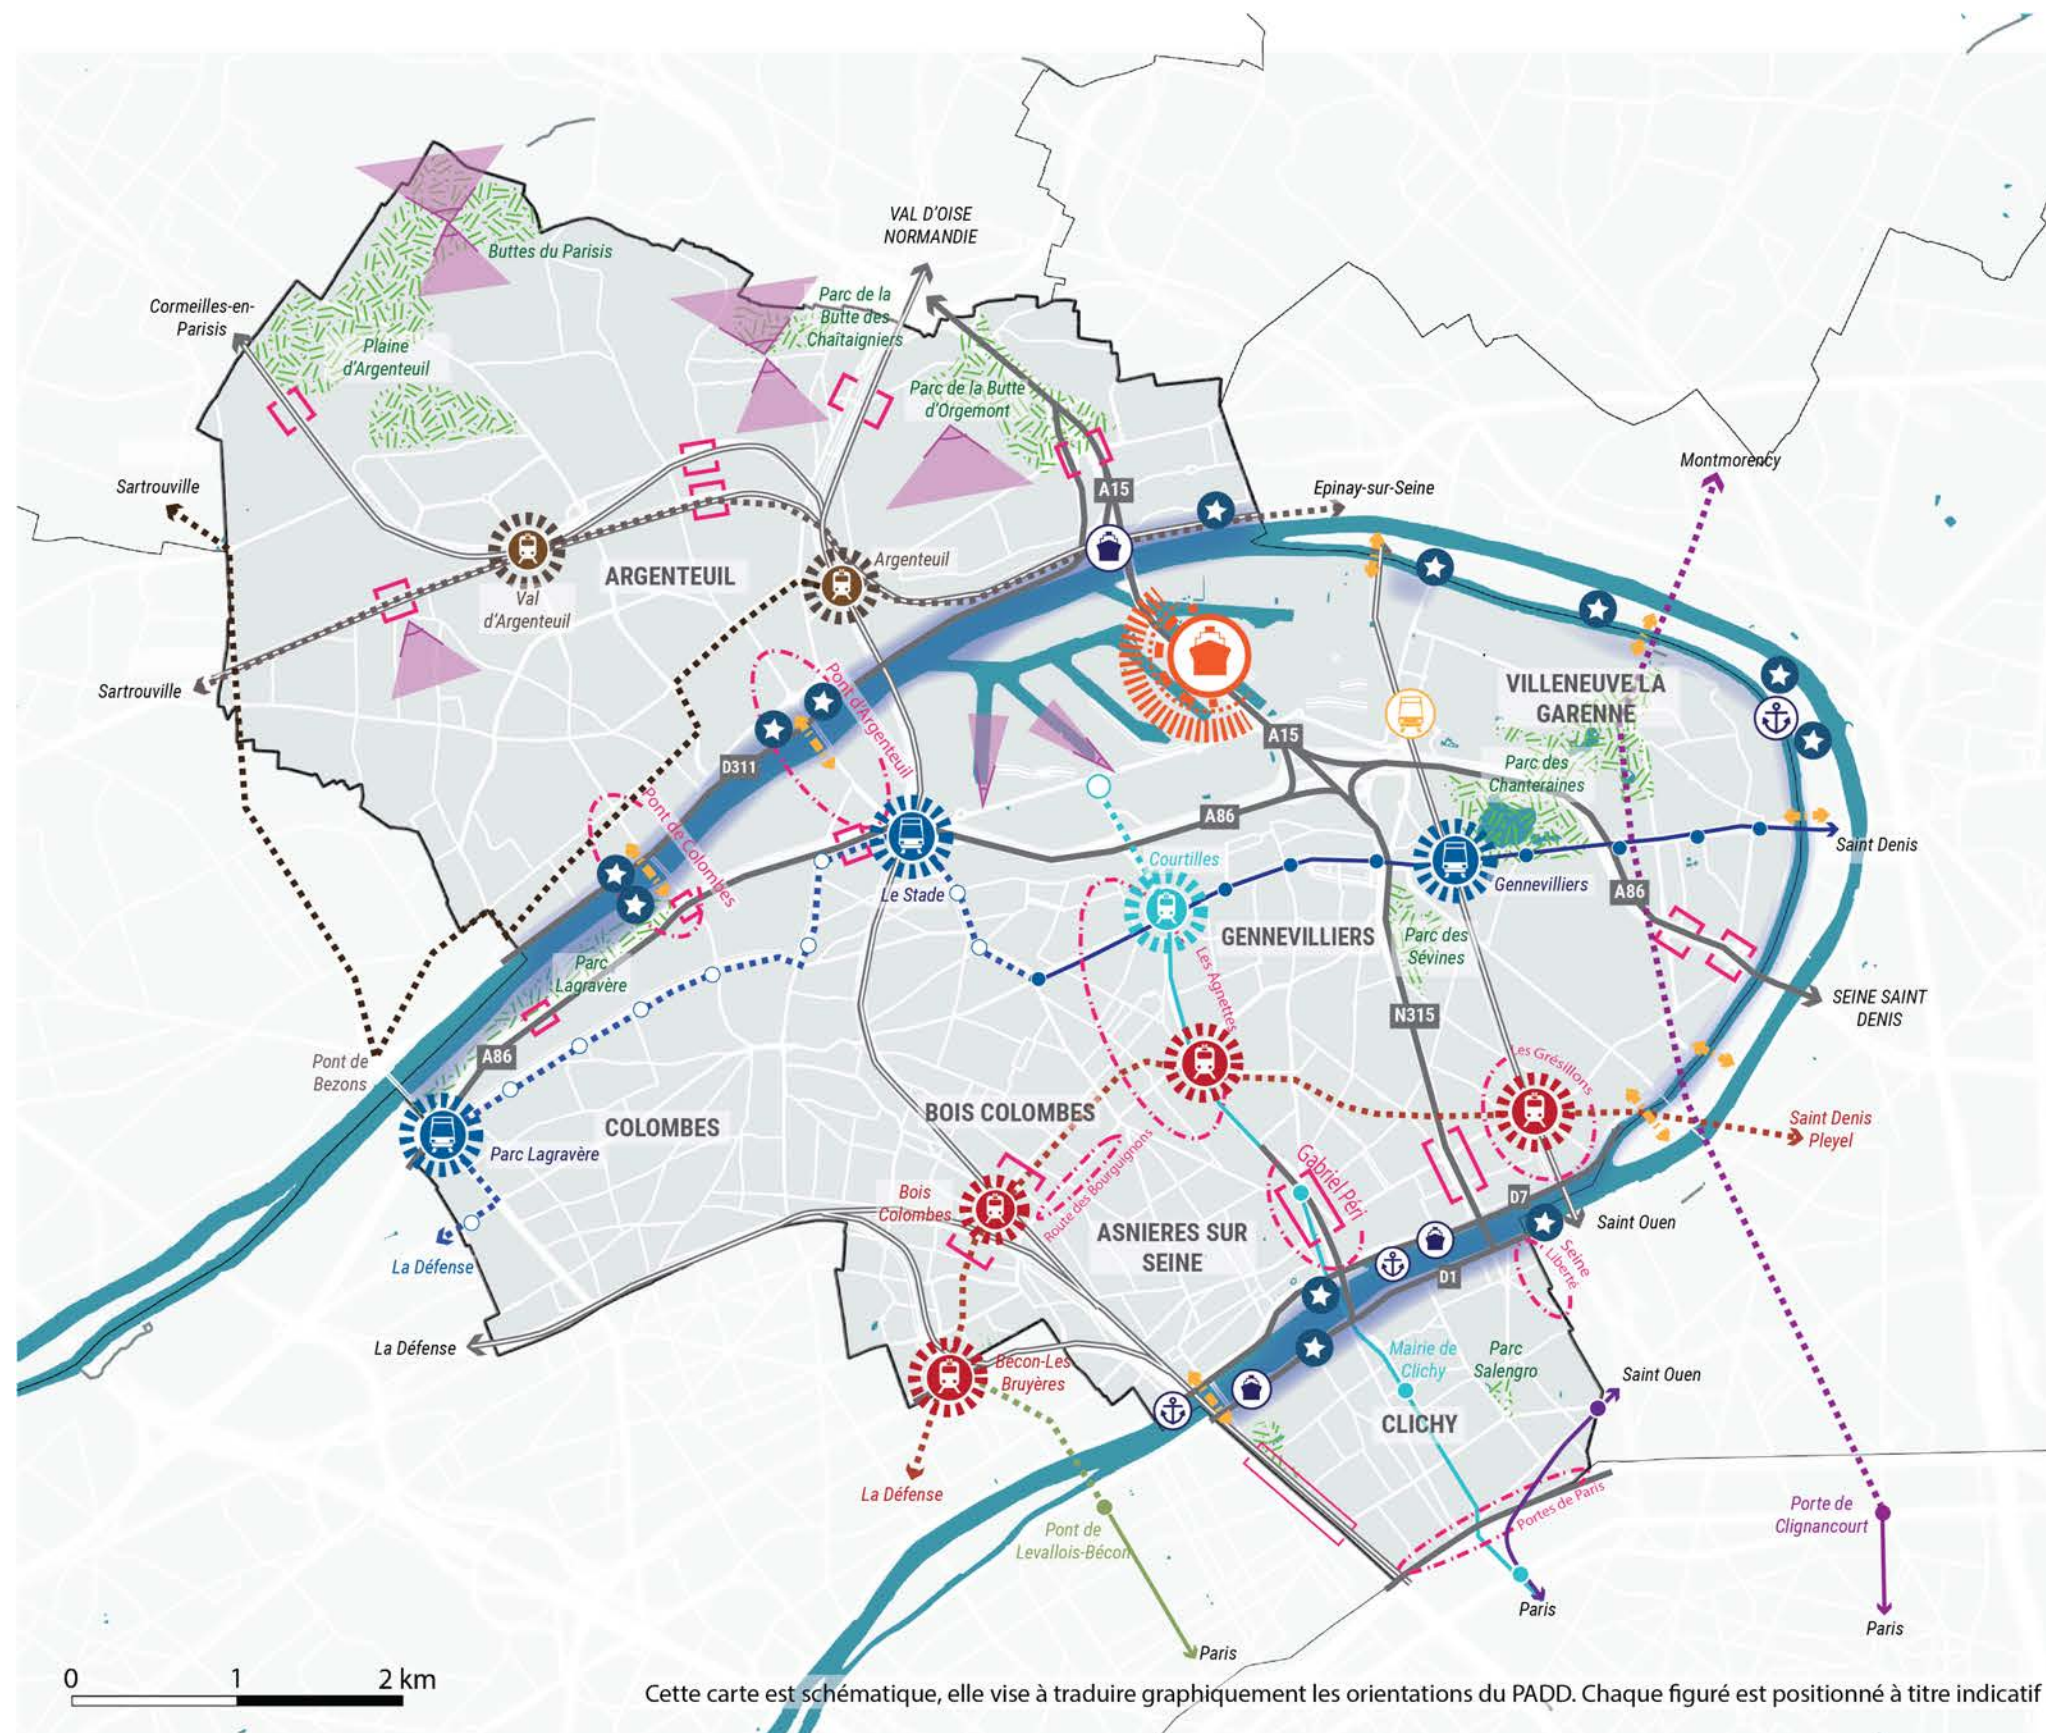 VAL D'OISE
NORMANDIE
Buttes du Parisis
Cormeilles-en-
Parisis
Parc de la
Butte des
Chaîtaigniers
Plaine
d'Argenteuil
Parc de la Butte
d'Orgemont
Montmorency
Sartrouville
A15
Epinay-sur-Seine
Argenteuil
ARGENTEUIL
Val
d'Argenteuil
Sartrouville
Pont d'Argenteuil
VILLENEUVE LA
GARENNE
A15
D311
Parc des
Chanteraines
Pont de Colombes
A86
Saint Denis
Courtilles
Le Stade
Gennevilliers
A86
GENNEVILLIERS
Parc des
Sévines
Les Agnettes
Parc
Lagravère
SEINE SAINT
DENIS
N315
A86
Pont de
Bezons
Les Grésillons
BOIS COLOMBES
COLOMBES
Saint Denis
Pleyel
Parc Lagravère
Route des Bourguignons
Gabriel Péri
Bois
Colombes
D7
ASNIERES SUR
SEINE
Saint Ouen
Seine
Liberté
La Défense
D1
La Défense
Mairie de
Clichy
Parc
Salengro
Bécon-Les
Bruyères
Saint Ouen
CLICHY
La Défense
Portes de Paris
Porte de
Clignancourt
Pont de
Levallois-Bécon
Paris
Paris
Paris
0 1 2 km
Cette carte est schématique, elle vise à traduire graphiquement les orientations du PADD. Chaque figuré est positionné à titre indicatif